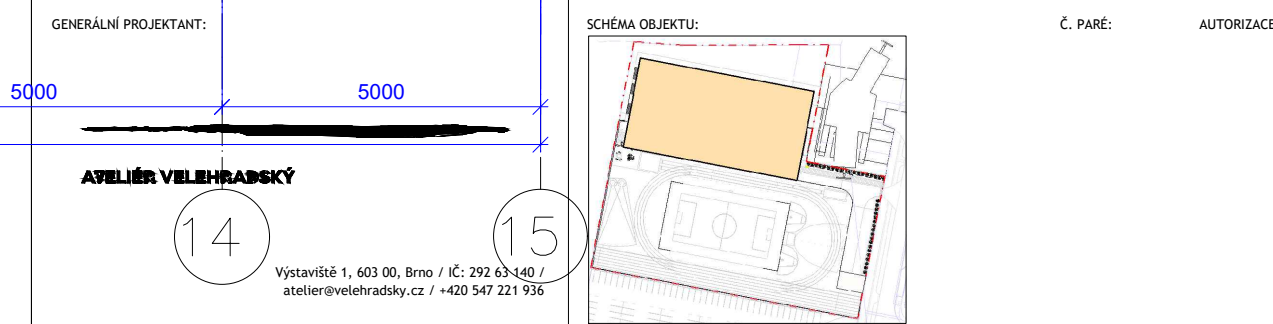 GENERÁLNÍ PROJEKTANT:
SCHÉMA OBJEKTU:
Č. PARÉ:
AUTORIZACE
5000
5000
ATELIÉR VELEHRADSKÝ
14
15
Výstaviště 1, 603 00, Brno / IČ: 292 63 140 /
atelier@velehradsky.cz / +420 547 221 936